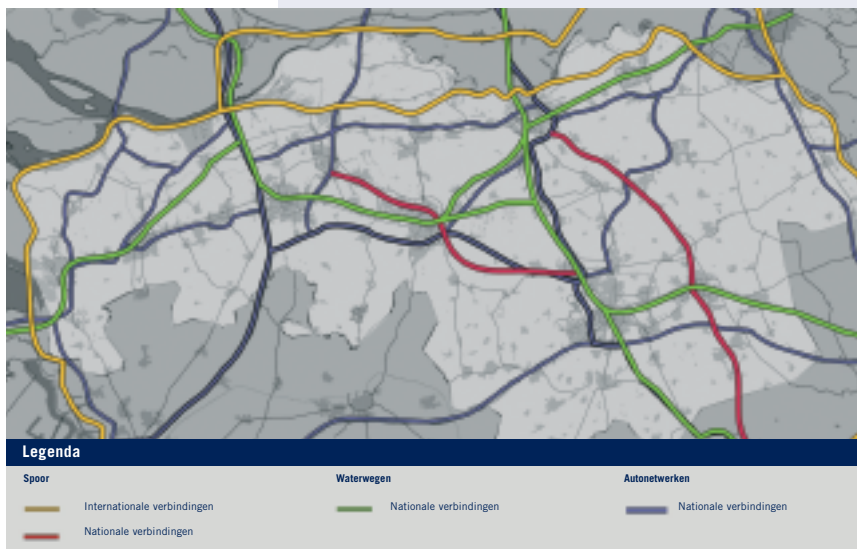 Legenda
Spoor
Waterwegen
Autonetwerken
Internationale verbindingen
Nationale verbindingen
Nationale verbindingen
Nationale verbindingen